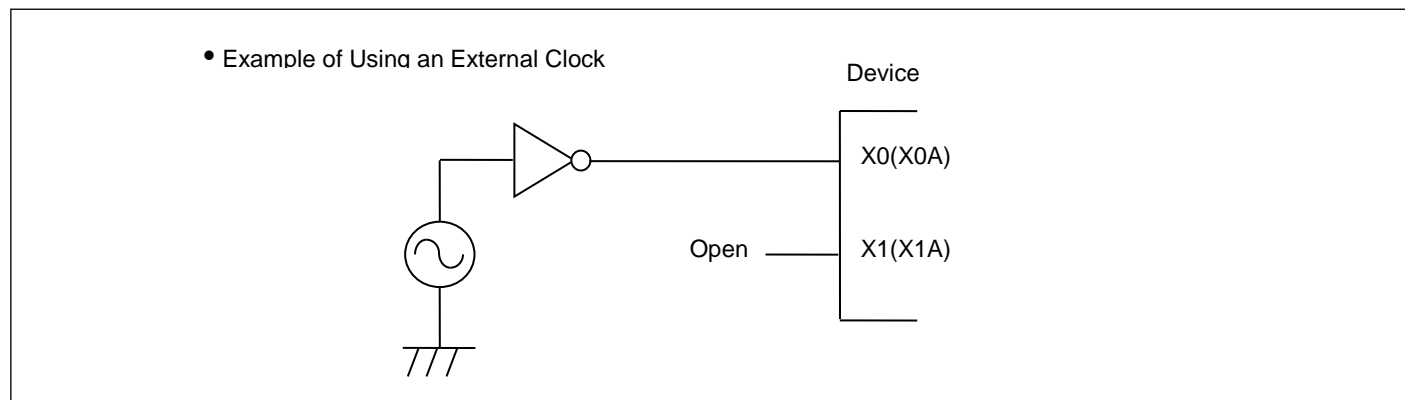 • Example of Using an External Clock
Device
X0(X0A)
Open
X1(X1A)